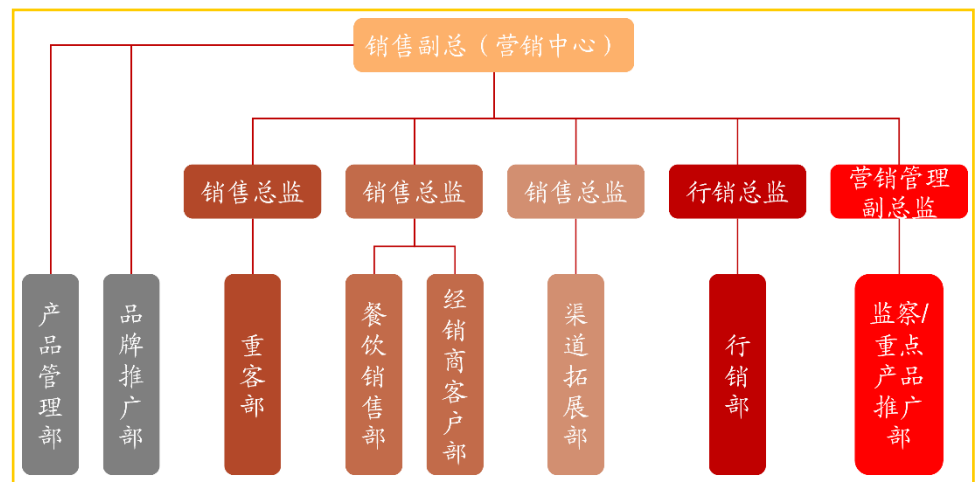 销售副总（营销中心）
销售总监
销售总监
销售总监
行销总监
营销管理
副总监
产品管理部
品牌推广部
重客部
餐饮销售部
经销商客户部
渠道拓展部
行销部
监察/
重点
产品
推广
部